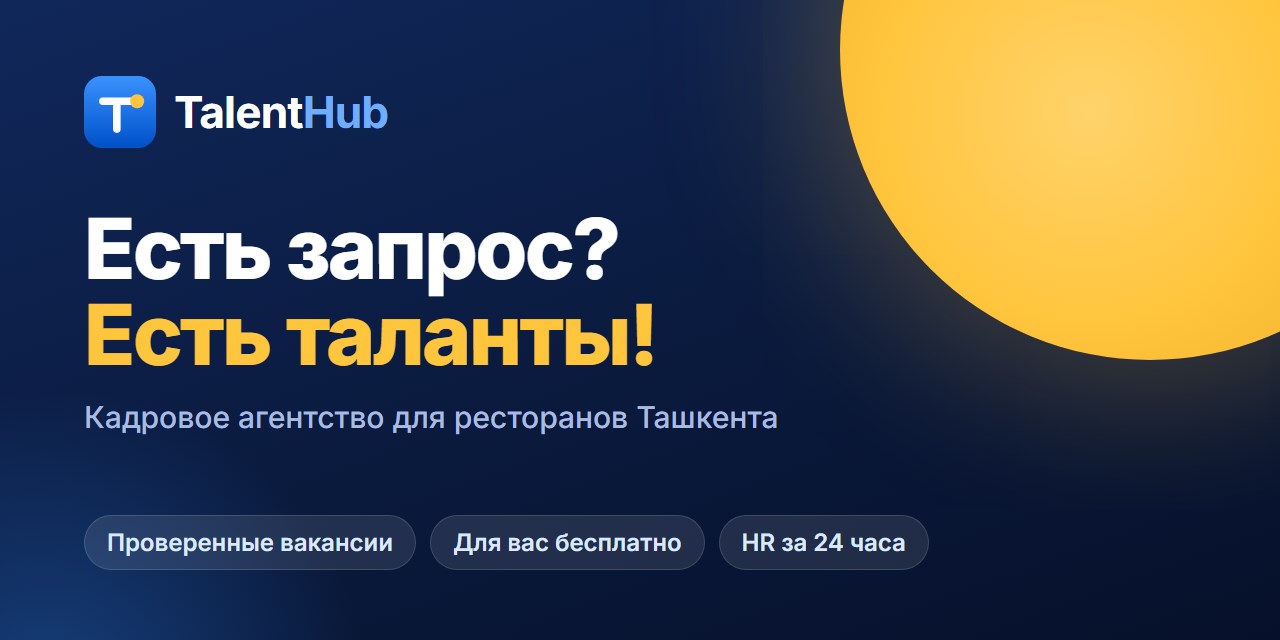 TalentHub
Есть запрос?
Есть таланты!
Кадровое агентство для ресторанов Ташкента
Проверенные вакансии
Для вас бесплатно
HR за 24 часа